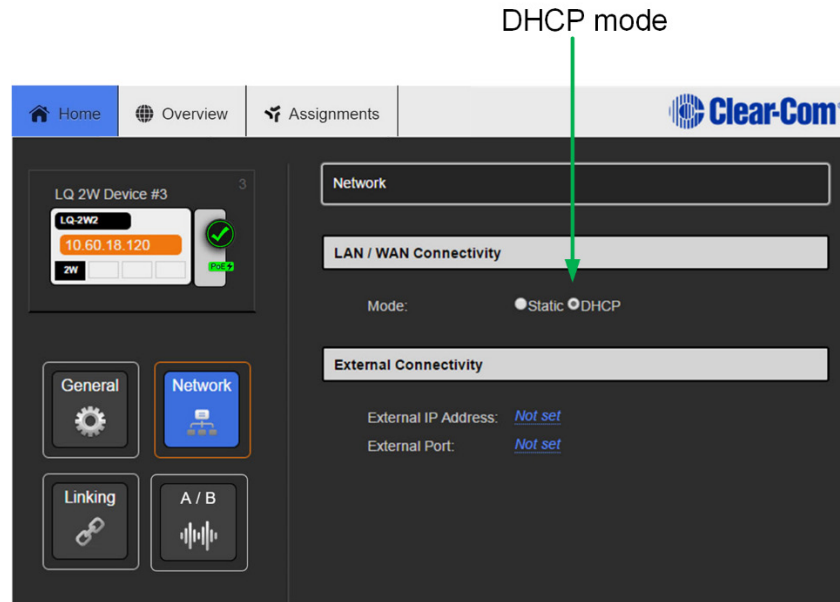 DHCP mode
Home
Overview
Assignments
Clear-Com
LQ 2W Device #3
3
LQ-2W2
10.60.18.120
2W
PoE
General
Network
Linking
A / B
Network
LAN / WAN Connectivity
Mode: Static DHCP
External Connectivity
External IP Address: Not set
External Port: Not set